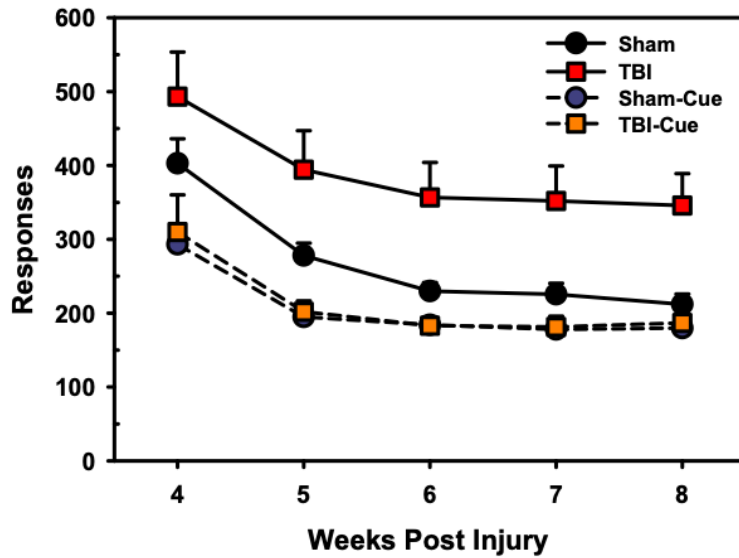 600
500
400
300
200
100
0
Responses
Sham
TBI
Sham-Cue
TBI-Cue
4 5 6 7 8
Weeks Post Injury